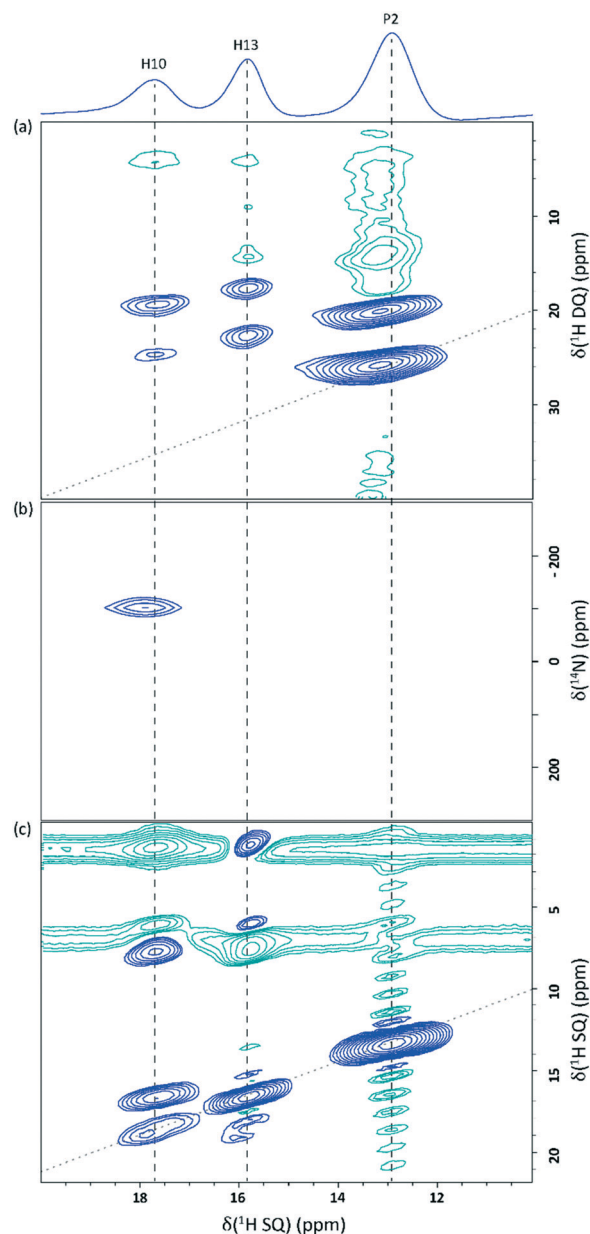 H10 H13 P2
(a)
10
20
30
δ(¹H DQ) (ppm)
(b)
- 200
0
200
δ(¹⁴N) (ppm)
(c)
5
10
15
20
δ(¹H SQ) (ppm)
18 16 14 12
δ(¹H SQ) (ppm)